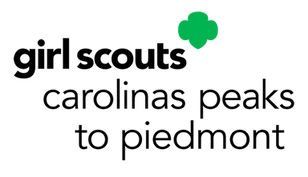 girl scouts
carolinas peaks
to piedmont